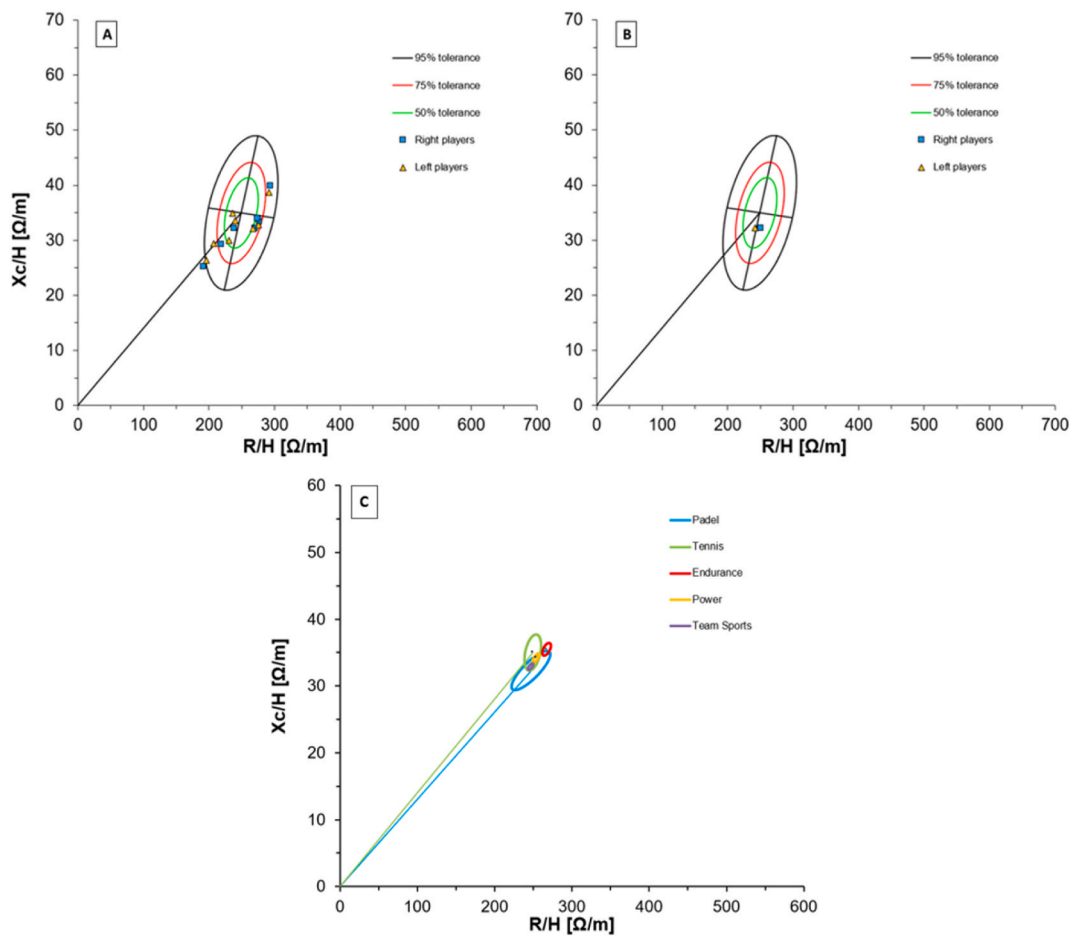 A
70
60
50
40
30
20
10
0
Xc/H [Ω/m]
0 100 200 300 400 500 600 700
R/H [Ω/m]
95% tolerance
75% tolerance
50% tolerance
Right players
Left players
B
70
60
50
40
30
20
10
0
0 100 200 300 400 500 600 700
R/H [Ω/m]
95% tolerance
75% tolerance
50% tolerance
Right players
Left players
C
60
50
40
30
20
10
0
Xc/H [Ω/m]
0 100 200 300 400 500 600
R/H [Ω/m]
Padel
Tennis
Endurance
Power
Team Sports